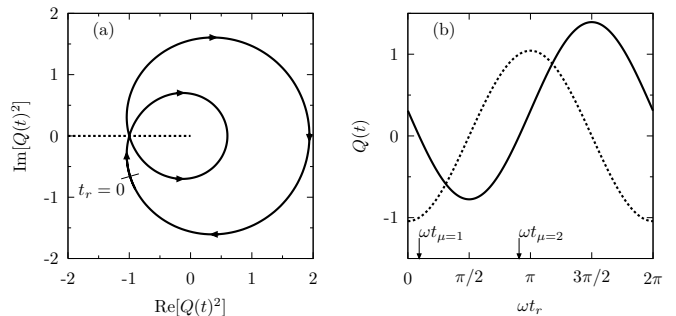 (a)
Im[Q(t)²]
2
1
0
-1
-2
t_r = 0
-2 -1 0 1 2
Re[Q(t)²]
(b)
Q(t)
1
0
-1
ωt_{μ=1} ωt_{μ=2}
0 π/2 π 3π/2 2π
ωt_r